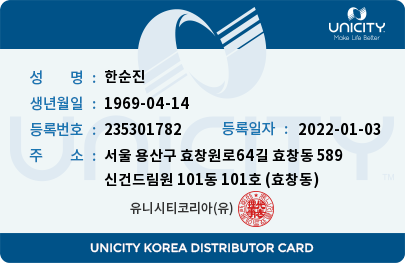 UNICITY
Make Life Better
성 명 : 한순진
생년월일 : 1969-04-14
등록번호 : 235301782 등록일자 : 2022-01-03
주 소 : 서울 용산구 효창원로64길 효창동 589
신건드림원 101동 101호 (효창동)
유니시티코리아(유)
UNICITY
UNICITY KOREA DISTRIBUTOR CARD